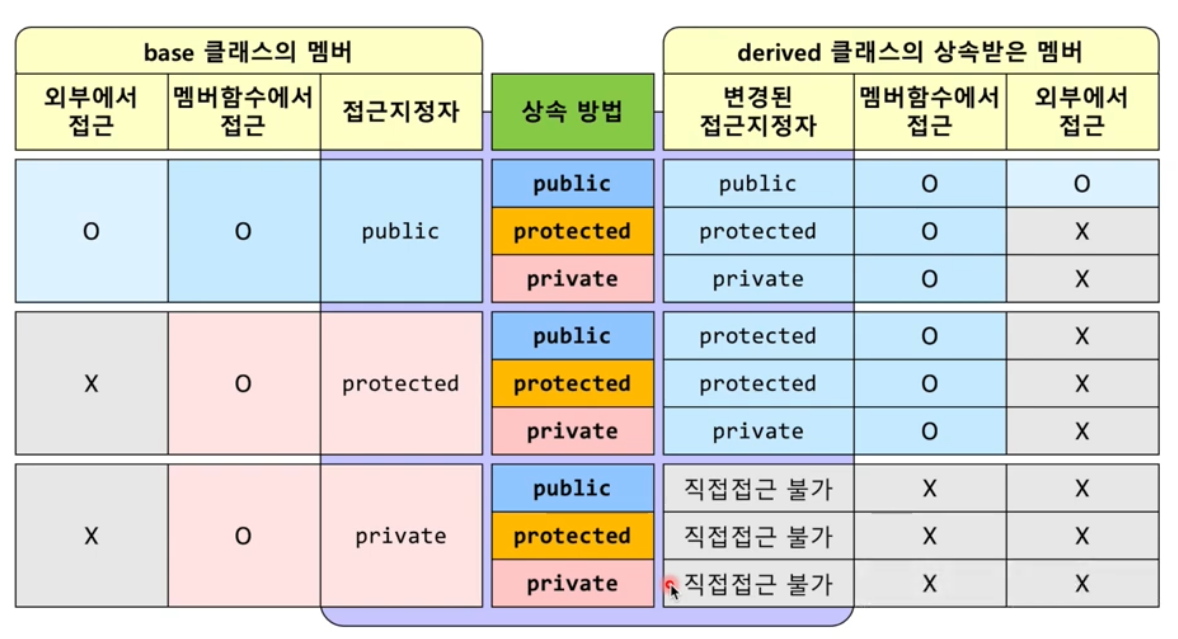 base 클래스의 멤버
derived 클래스의 상속받은 멤버
외부에서
접근
멤버함수에서
접근
접근지정자
상속 방법
변경된
접근지정자
멤버함수에서
접근
외부에서
접근
O
O
public
public
public
O
O
protected
protected
O
X
private
private
O
X
X
O
protected
public
protected
O
X
protected
protected
O
X
private
private
O
X
X
O
private
public
직접접근 불가
X
X
protected
직접접근 불가
X
X
private
직접접근 불가
X
X